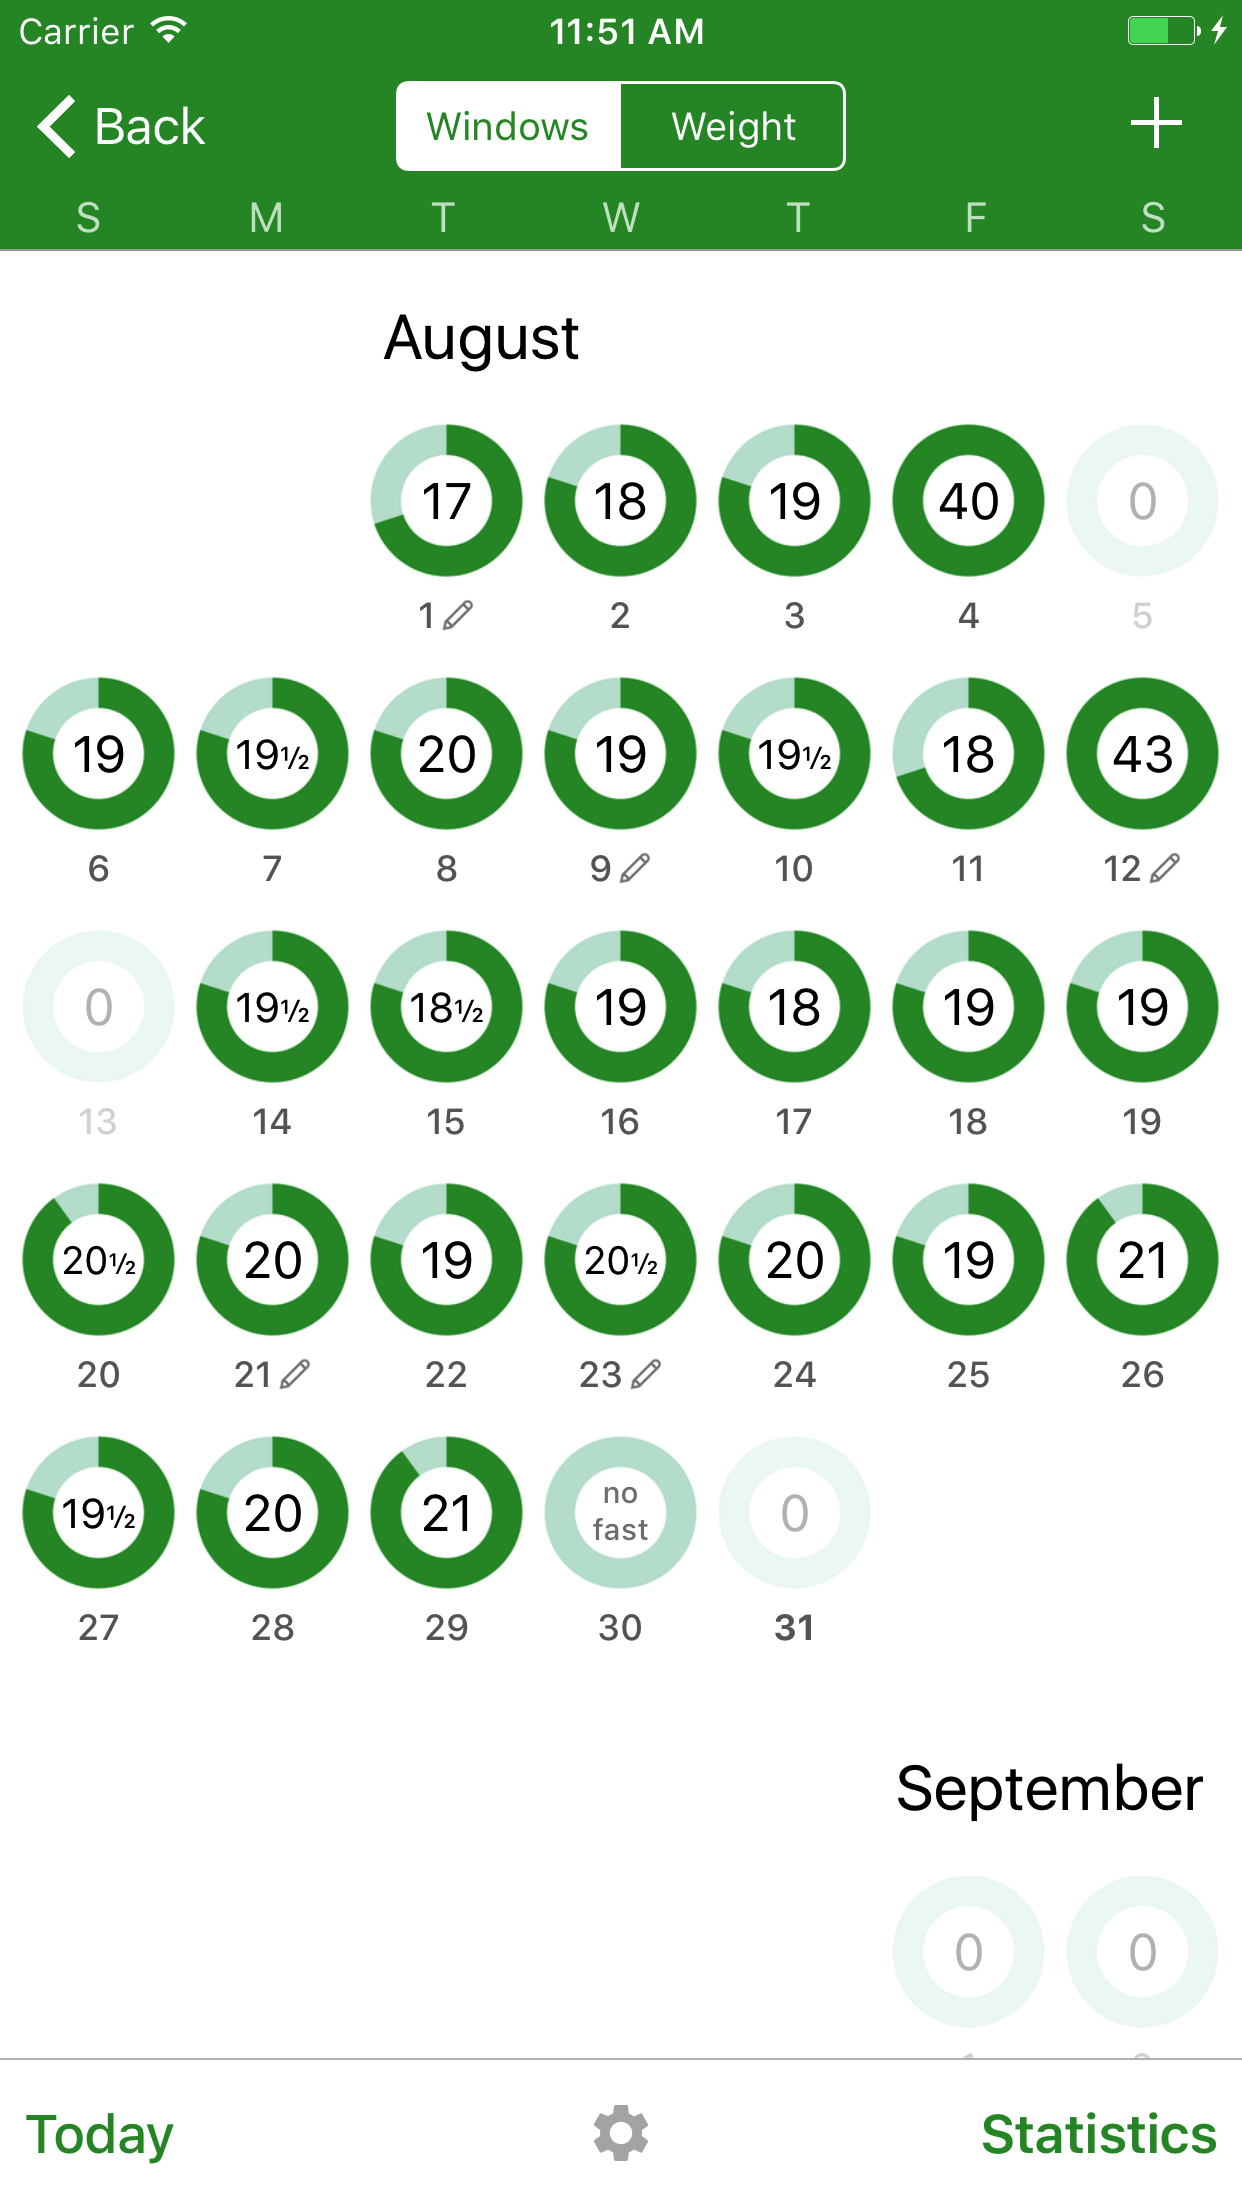 Carrier 11:51 AM
Back Windows Weight +
S M T W T F S
August
17 18 19 40 0
1 2 3 4 5
19 19½ 20 19 19½ 18 43
6 7 8 9 10 11 12
0 19½ 18½ 19 18 19 19
13 14 15 16 17 18 19
20½ 20 19 20½ 20 19 21
20 21 22 23 24 25 26
19½ 20 21 no fast 0
27 28 29 30 31
September
0 0
Today Statistics